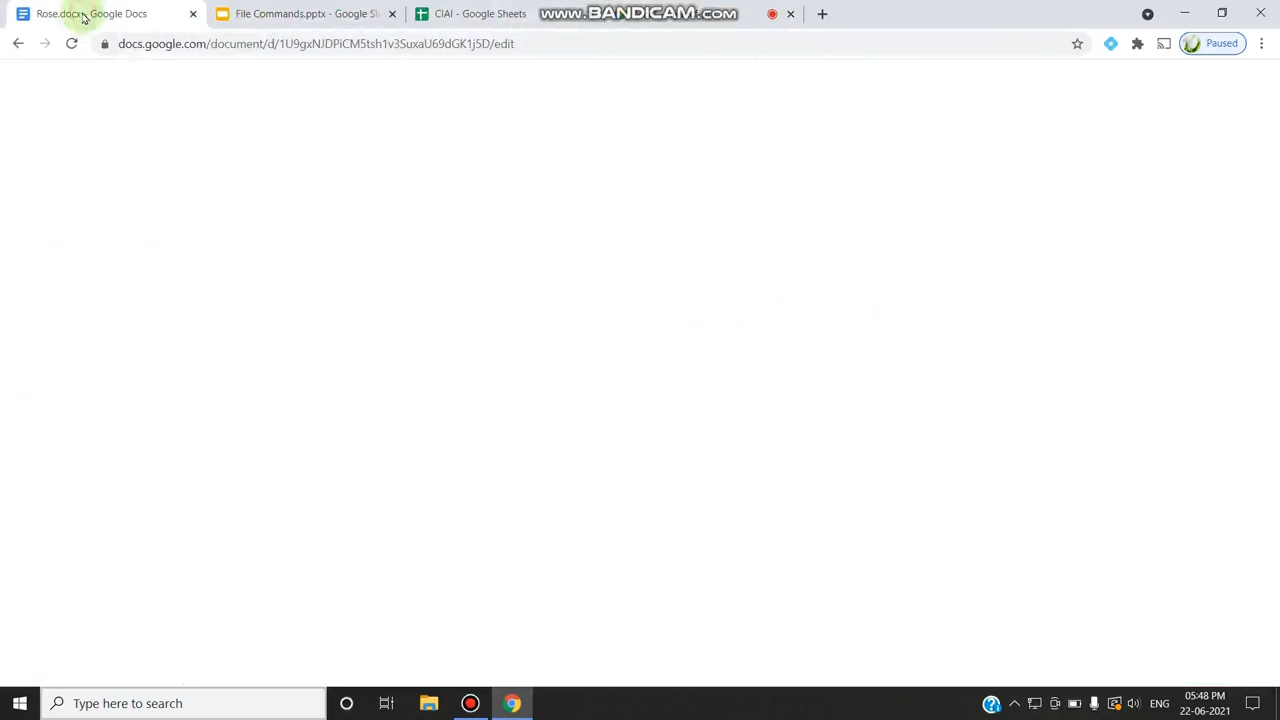 Rose.docx - Google Docs
File Commands.pptx - Google Sl
CIAI - Google Sheets
WWW.BANDICAM.COM
docs.google.com/document/d/1U9gxNJDPiCM5tsh1v3SuxaU69dGK1j5D/edit
Paused
Type here to search
ENG
05:48 PM
22-06-2021